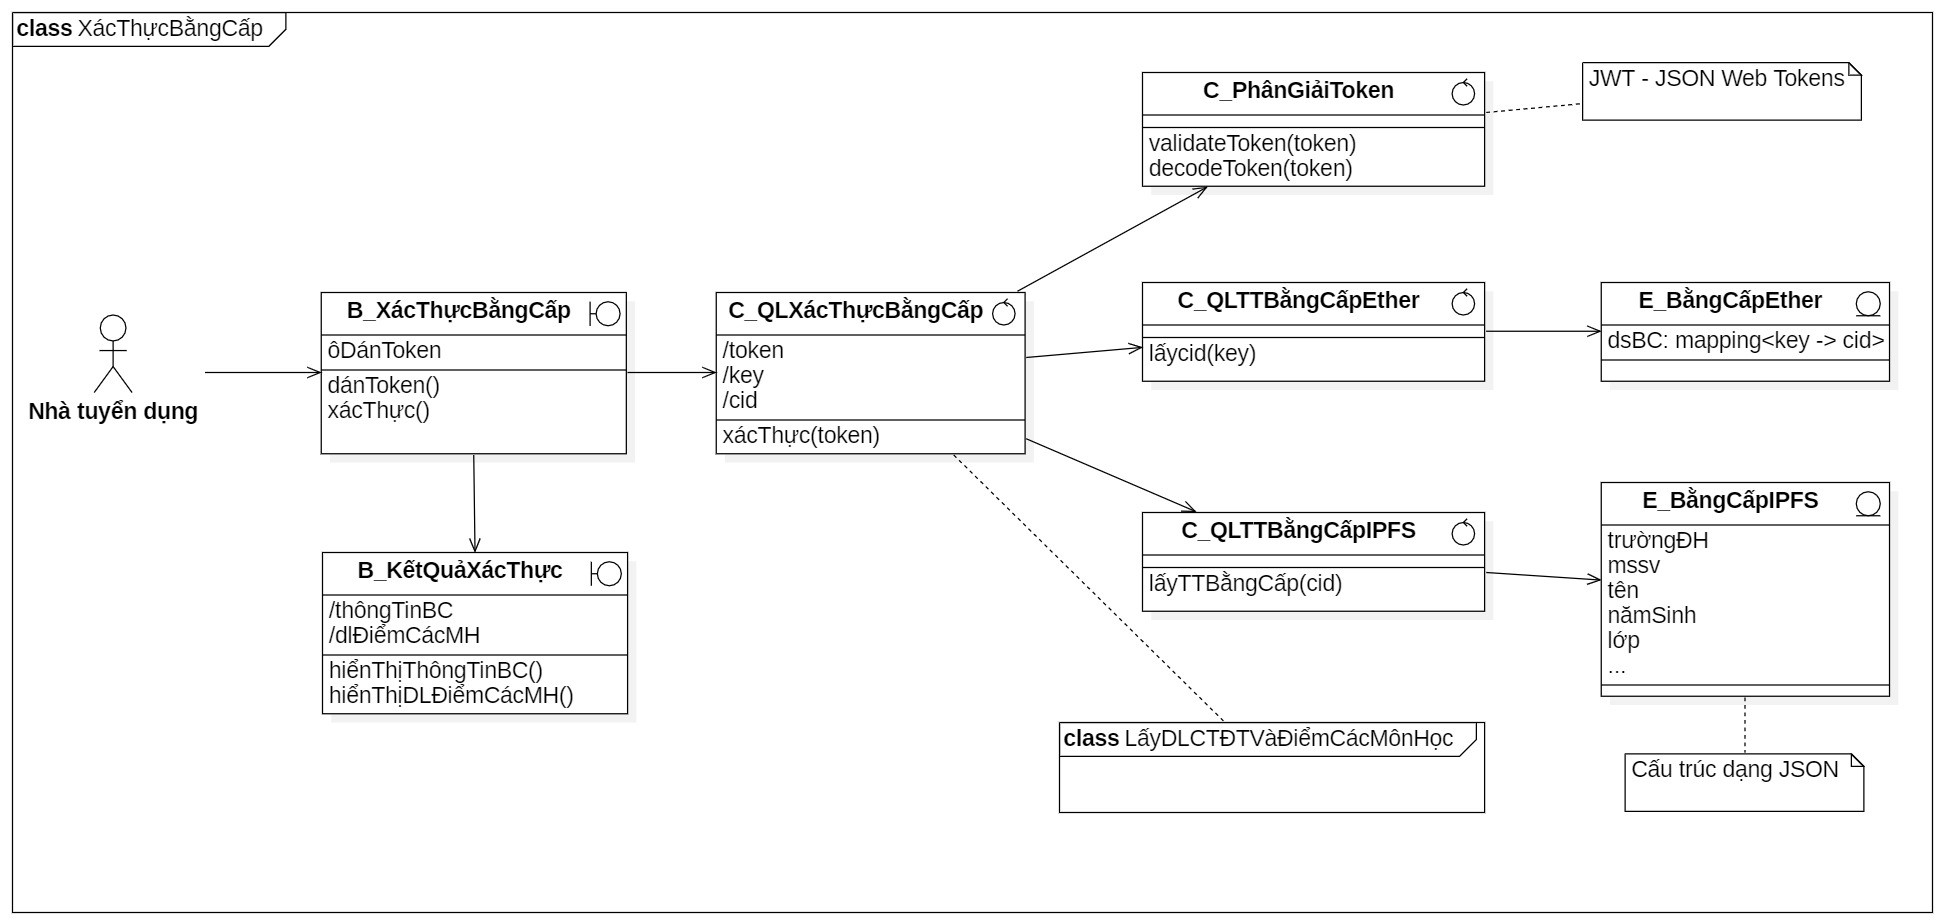 class XácThựcBằngCấp
Nhà tuyển dụng
B_XácThựcBằngCấp
ôDánToken
dánToken()
xácThực()
B_KếtQuảXácThực
/thôngTinBC
/dlĐiểmCácMH
hiểnThịThôngTinBC()
hiểnThịDLĐiểmCácMH()
C_QLXácThựcBằngCấp
/token
/key
/cid
xácThực(token)
C_PhânGiảiToken
validateToken(token)
decodeToken(token)
JWT - JSON Web Tokens
C_QLTTBằngCấpEther
lấycid(key)
E_BằngCấpEther
dsBC: mapping<key -> cid>
C_QLTTBằngCấpIPFS
lấyTTBằngCấp(cid)
E_BằngCấpIPFS
trườngĐH
mssv
tên
nămSinh
lớp
...
class LấyDLCTĐTVàĐiểmCácMônHọc
Cấu trúc dạng JSON